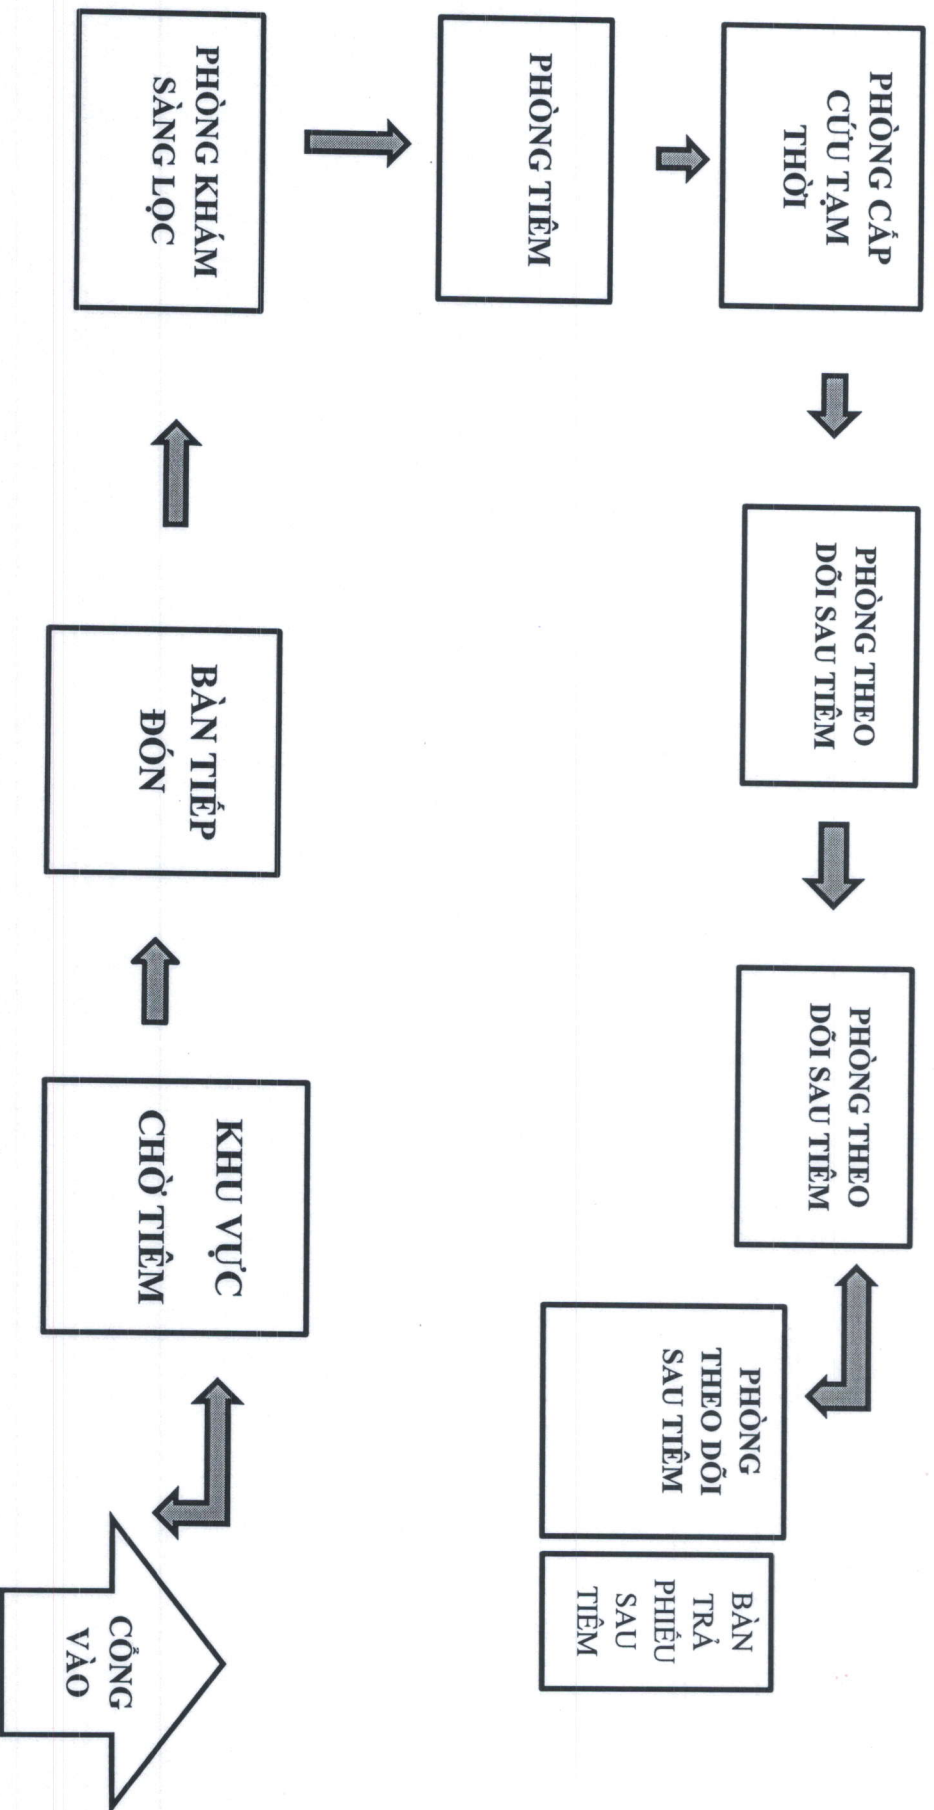 PHÒNG CẤP
CỨU TẠM
THỜI
PHÒNG THEO
DÕI SAU TIÊM
PHÒNG THEO
DÕI SAU TIÊM
PHÒNG
THEO DÕI
SAU TIÊM
BÀN
TRẢ
PHIẾU
SAU
TIÊM
PHÒNG TIÊM
PHÒNG KHÁM
SÀNG LỌC
BÀN TIẾP
ĐÓN
KHU VỰC
CHỜ TIÊM
CỔNG
VÀO